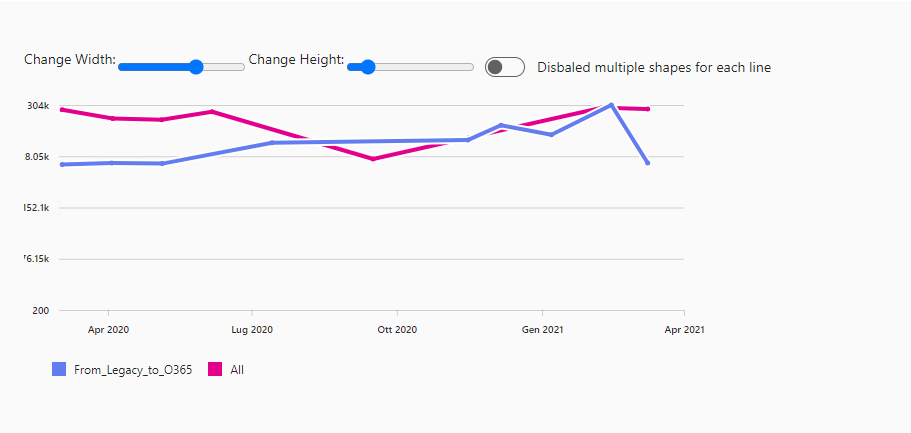 Change Width: Change Height: Disbaled multiple shapes for each line
304k
8.05k
152.1k
76.15k
200
Apr 2020 Lug 2020 Ott 2020 Gen 2021 Apr 2021
From_Legacy_to_O365 All